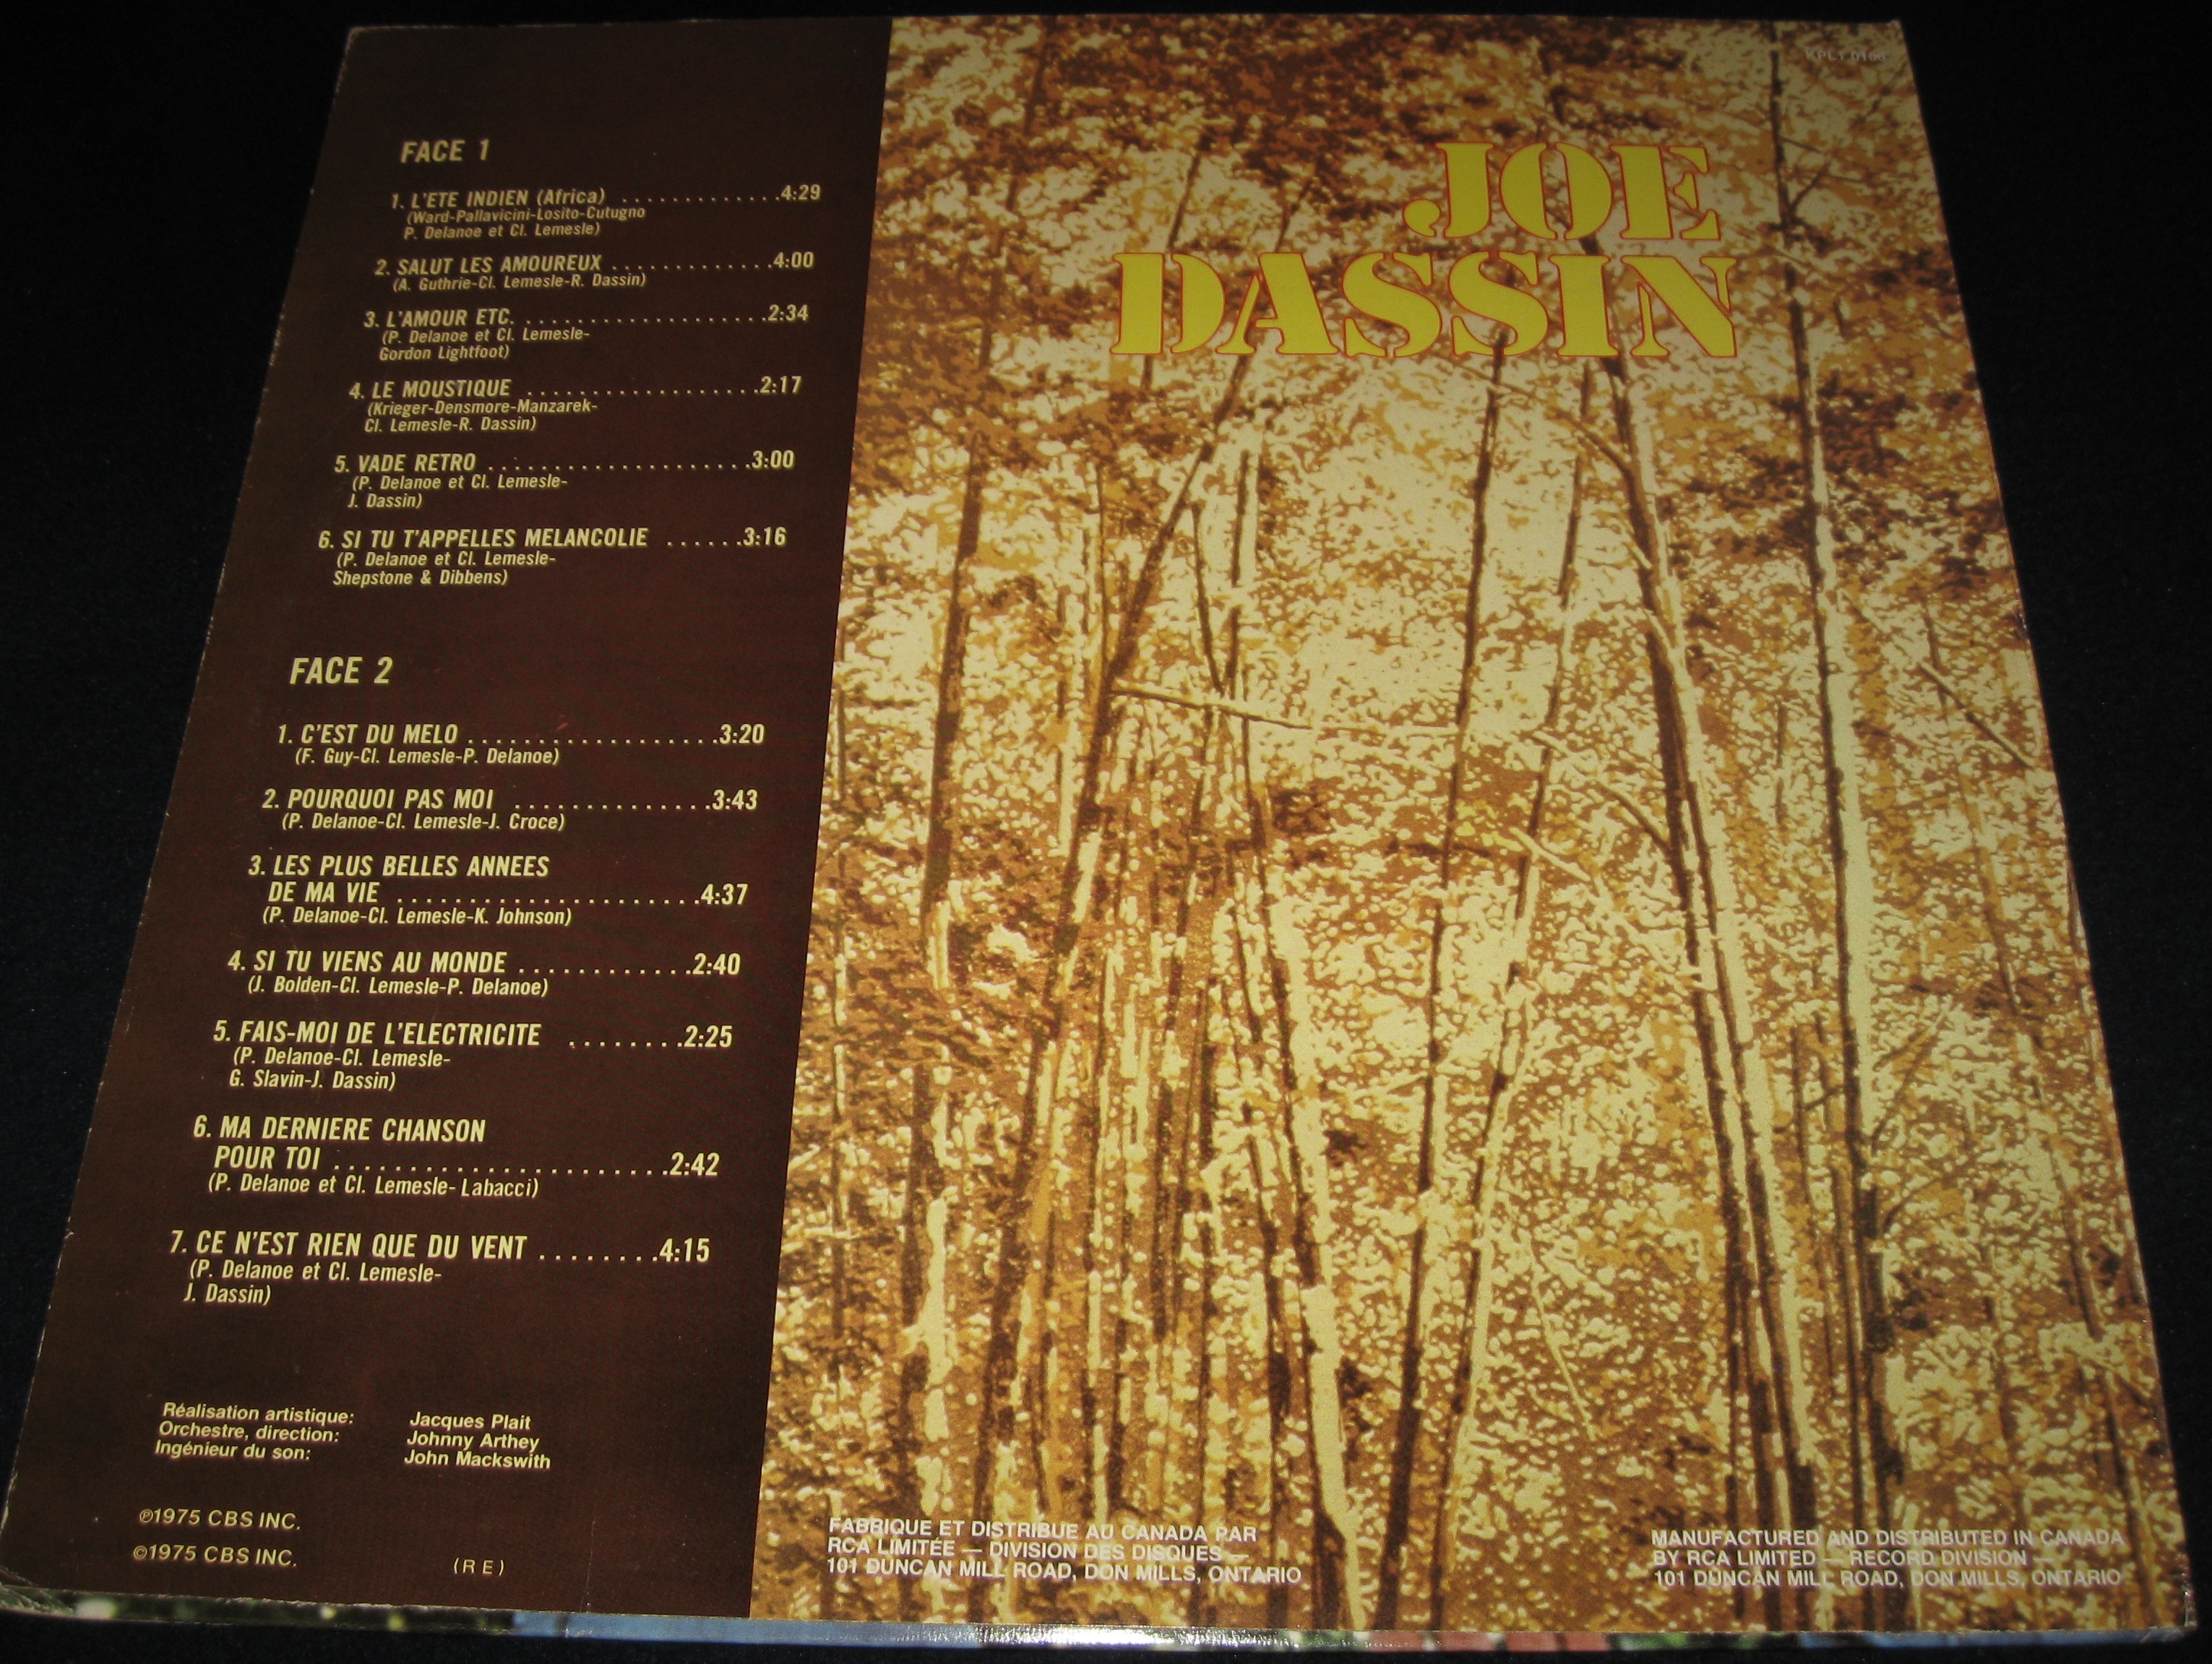 FACE 1
1. L'ETE INDIEN (Africa) .............4:29
(Ward-Pallavicini-Losito-Cutugno
P. Delanoe et Cl. Lemesle)
2. SALUT LES AMOUREUX .............4:00
(A. Guthrie-Cl. Lemesle-R. Dassin)
3. L'AMOUR ETC. ...................2:34
(P. Delanoe et Cl. Lemesle-
Gordon Lightfoot)
4. LE MOUSTIQUE ..................2:17
(Krieger-Densmore-Manzarek-
Cl. Lemesle-R. Dassin)
5. VADE RETRO .....................3:00
(P. Delanoe et Cl. Lemesle-
J. Dassin)
6. SI TU T'APPELLES MELANCOLIE ......3:16
(P. Delanoe et Cl. Lemesle-
Shepstone & Dibbens)
FACE 2
1. C'EST DU MELO ...................3:20
(F. Guy-Cl. Lemesle-P. Delanoe)
2. POURQUOI PAS MOI ...............3:43
(P. Delanoe-Cl. Lemesle-J. Croce)
3. LES PLUS BELLES ANNEES
DE MA VIE .......................4:37
(P. Delanoe-Cl. Lemesle-K. Johnson)
4. SI TU VIENS AU MONDE .............2:40
(J. Bolden-Cl. Lemesle-P. Delanoe)
5. FAIS-MOI DE L'ELECTRICITE ........2:25
(P. Delanoe-Cl. Lemesle-
G. Slavin-J. Dassin)
6. MA DERNIERE CHANSON
POUR TOI .........................2:42
(P. Delanoe et Cl. Lemesle-Labacci)
7. CE N'EST RIEN QUE DU VENT ........4:15
(P. Delanoe et Cl. Lemesle-
J. Dassin)
Réalisation artistique: Jacques Plait
Orchestre, direction: Johnny Arthey
Ingénieur du son: John Mackswith
℗1975 CBS INC.
©1975 CBS INC.
(RE)
JOE
DASSIN
FABRIQUE ET DISTRIBUE AU CANADA PAR
RCA LIMITÉE — DIVISION DES DISQUES —
101 DUNCAN MILL ROAD, DON MILLS, ONTARIO
MANUFACTURED AND DISTRIBUTED IN CANADA
BY RCA LIMITED — RECORD DIVISION —
101 DUNCAN MILL ROAD, DON MILLS, ONTARIO